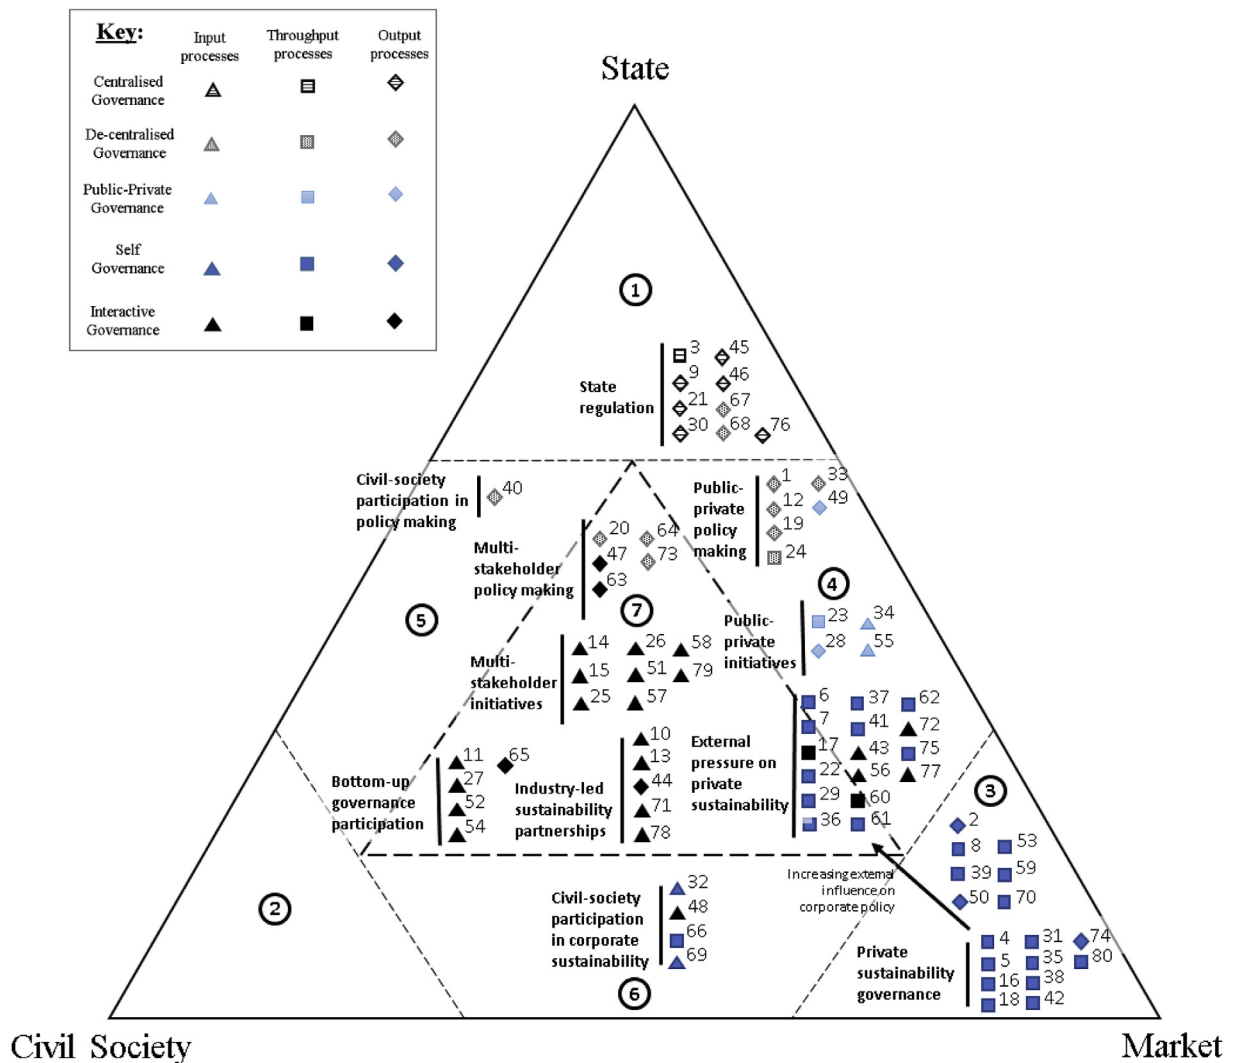 Key:
Input processes
Throughput processes
Output processes
Centralised Governance
De-centralised Governance
Public-Private Governance
Self Governance
Interactive Governance
State
1
State regulation
3 45
9 46
21 67
30 68 76
Civil-society participation in policy making
40
Public-private policy making
1 33
12 49
19
24
Multi-stakeholder policy making
20 64
47 73
63
4
5
7
Public-private initiatives
23 34
28 55
Multi-stakeholder initiatives
14 26 58
15 51 79
25 57
External pressure on private sustainability
6 37 62
7 41 72
17 43 75
22 56 77
29 60
36 61
Bottom-up governance participation
11 65
27
52
54
Industry-led sustainability partnerships
10
13
44
71
78
3
2
8 53
39 59
50 70
Increasing external influence on corporate policy
2
Civil-society participation in corporate sustainability
32
48
66
69
6
Private sustainability governance
4 31 74
5 35 80
16 38
18 42
Civil Society
Market